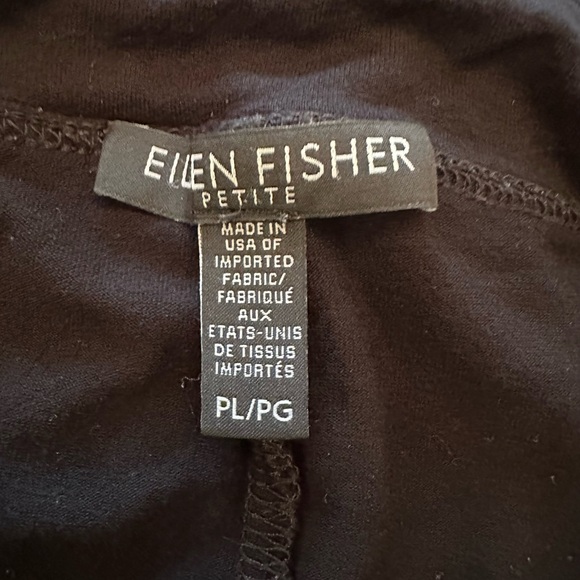 EILEEN FISHER
PETITE
MADE IN
USA OF
IMPORTED
FABRIC/
FABRIQUÉ
AUX
ETATS-UNIS
DE TISSUS
IMPORTÉS
PL/PG